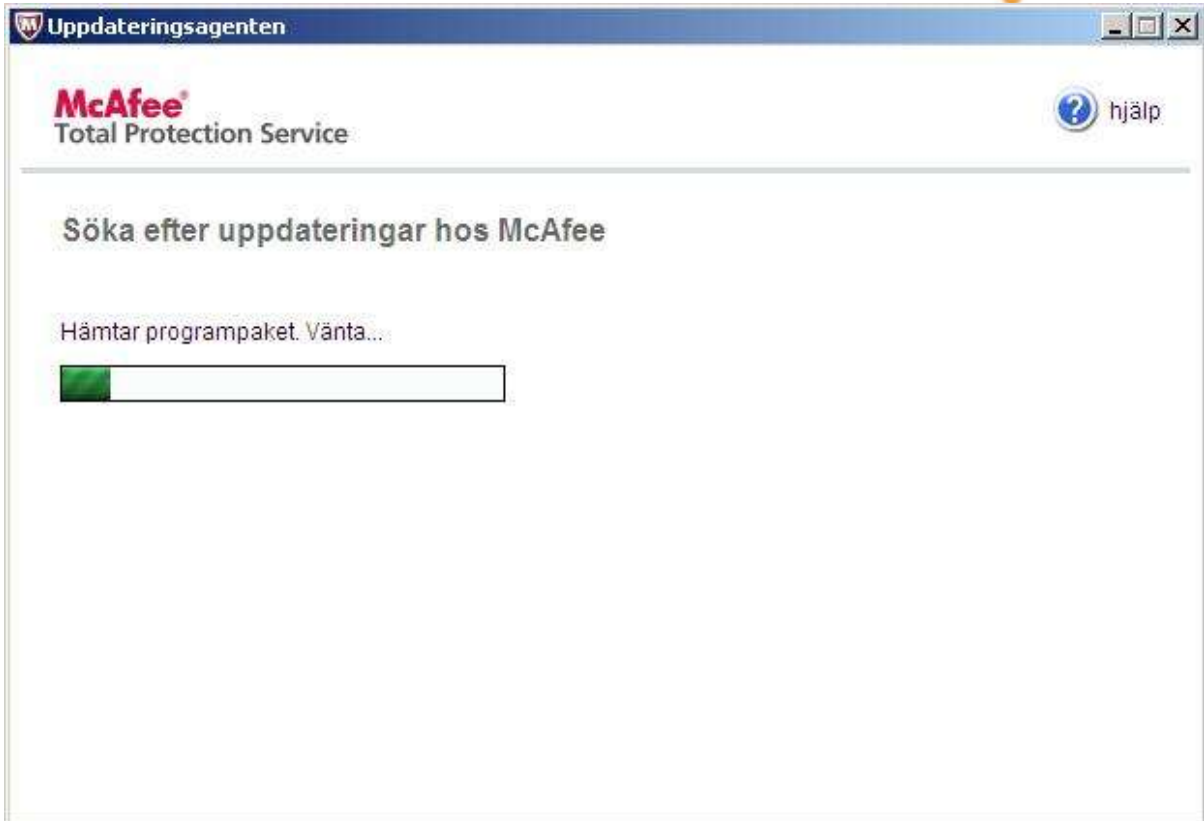 Uppdateringsagenten
McAfee®
Total Protection Service
hjälp
Söka efter uppdateringar hos McAfee
Hämtar programpaket. Vänta...